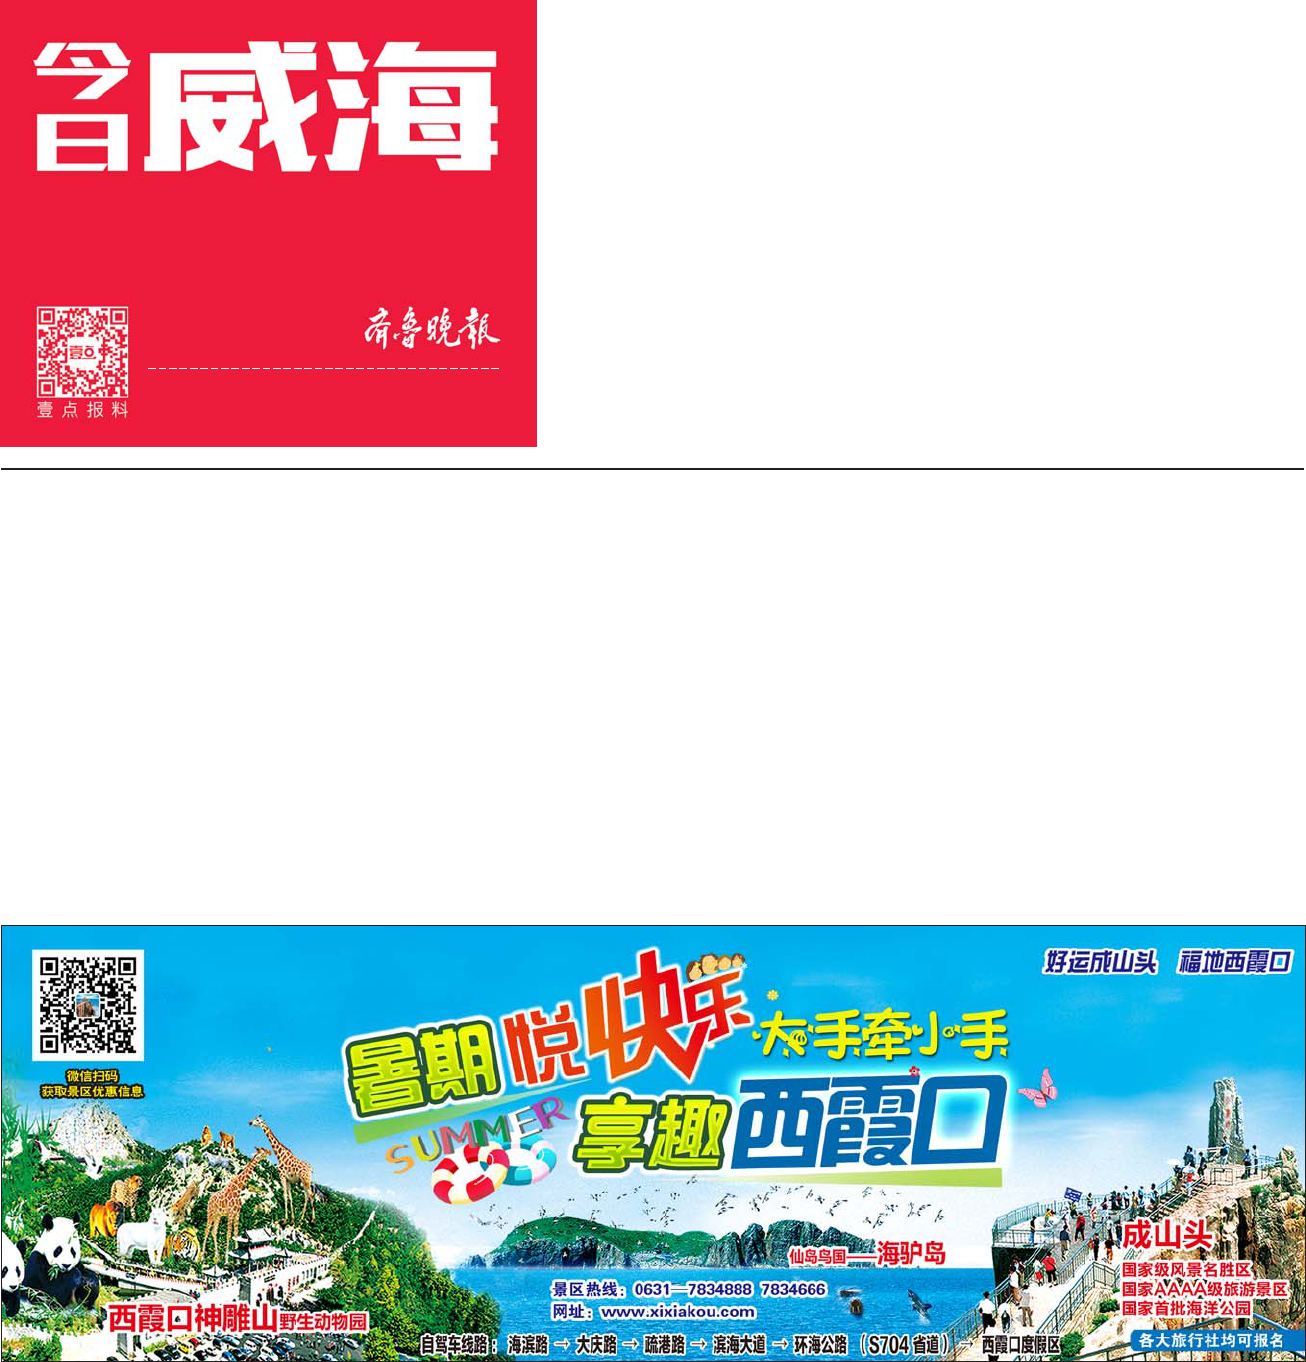 今日威海
齐鲁晚报
壹点
壹点报料
好运成山头 福地西霞口
微信扫码
获取景区优惠信息
暑期悦快乐 大手牵小手
SUMMER
享趣西霞口
仙岛鸟国——海驴岛
成山头
国家级风景名胜区
国家AAAA级旅游景区
国家首批海洋公园
西霞口神雕山野生动物园
景区热线：0631—7834888 7834666
网址：www.xixiakou.com
自驾车线路：海滨路→大庆路→疏港路→滨海大道→环海公路（S704省道） 西霞口度假区
各大旅行社均可报名